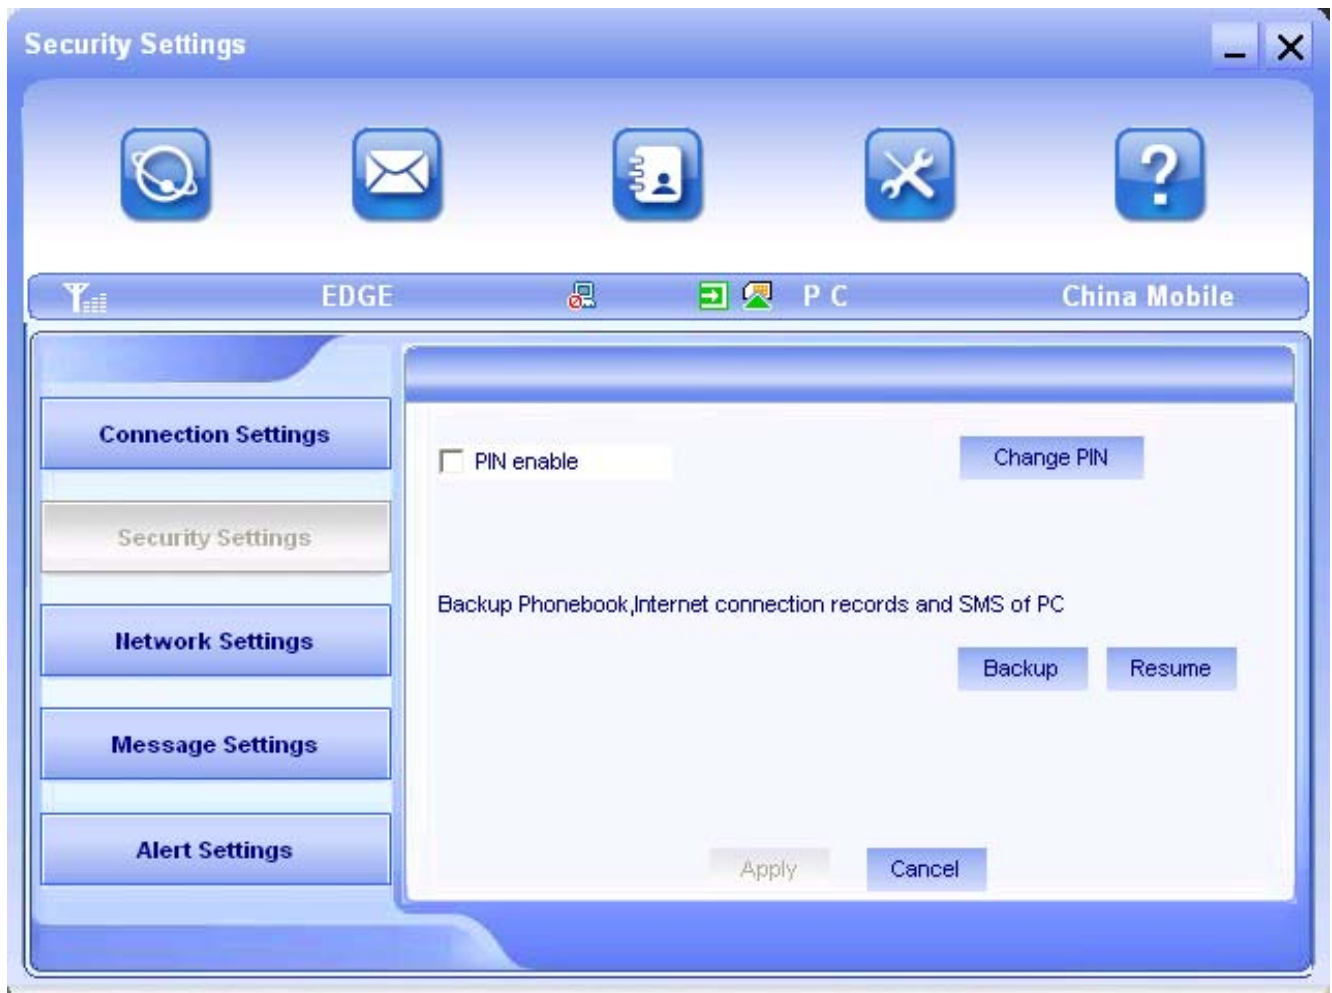 Security Settings
EDGE P C China Mobile
Connection Settings
PIN enable Change PIN
Security Settings
Backup Phonebook,Internet connection records and SMS of PC
Network Settings
Backup Resume
Message Settings
Alert Settings
Apply Cancel